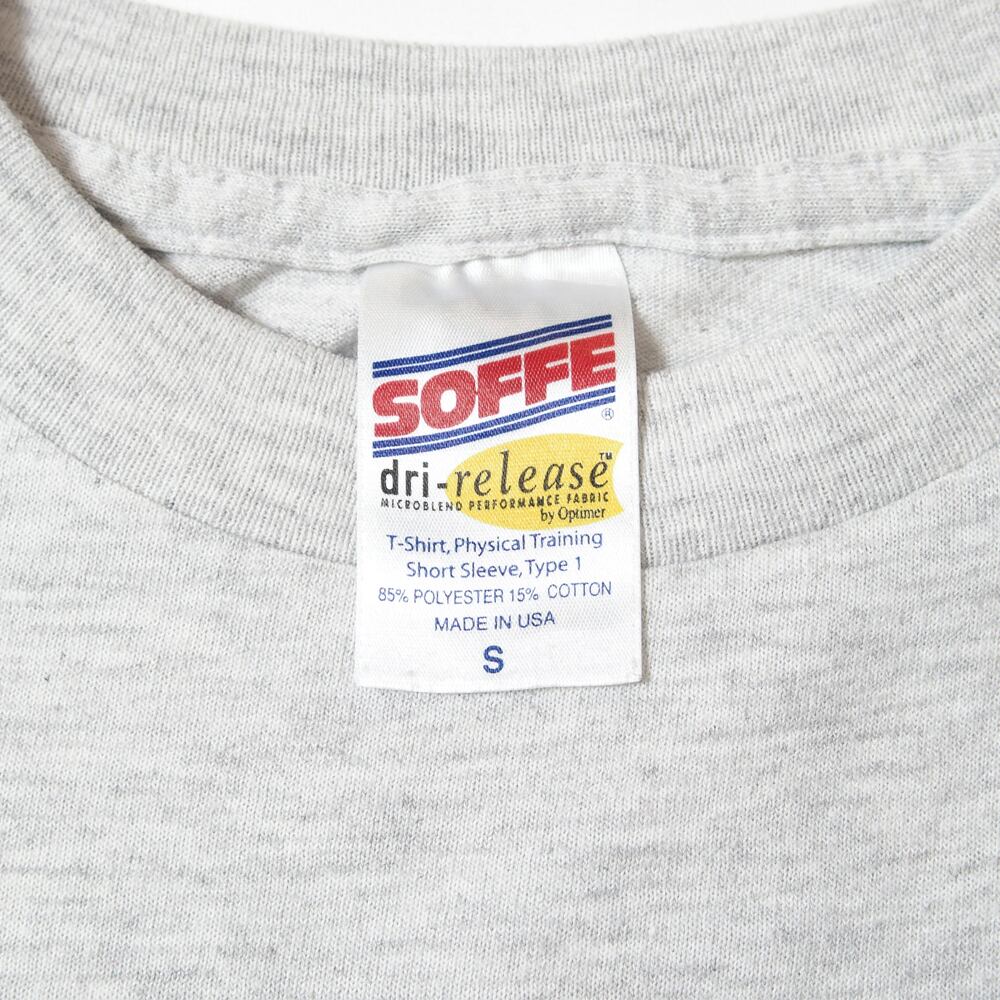 SOFFE®
dri-release™
MICROBLEND PERFORMANCE FABRIC
by Optimer
T-Shirt, Physical Training
Short Sleeve, Type 1
85% POLYESTER 15% COTTON
MADE IN USA
S